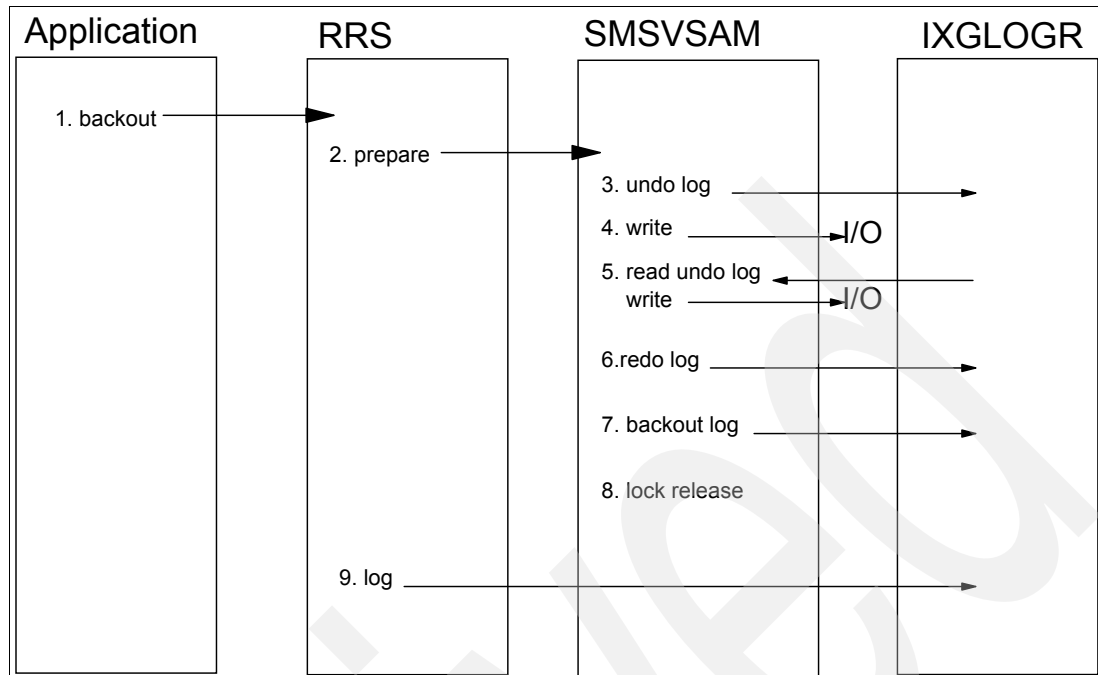 Application
RRS
SMSVSAM
IXGLOGR
1. backout
2. prepare
3. undo log
4. write
I/O
5. read undo log
write
I/O
6.redo log
7. backout log
8. lock release
9. log